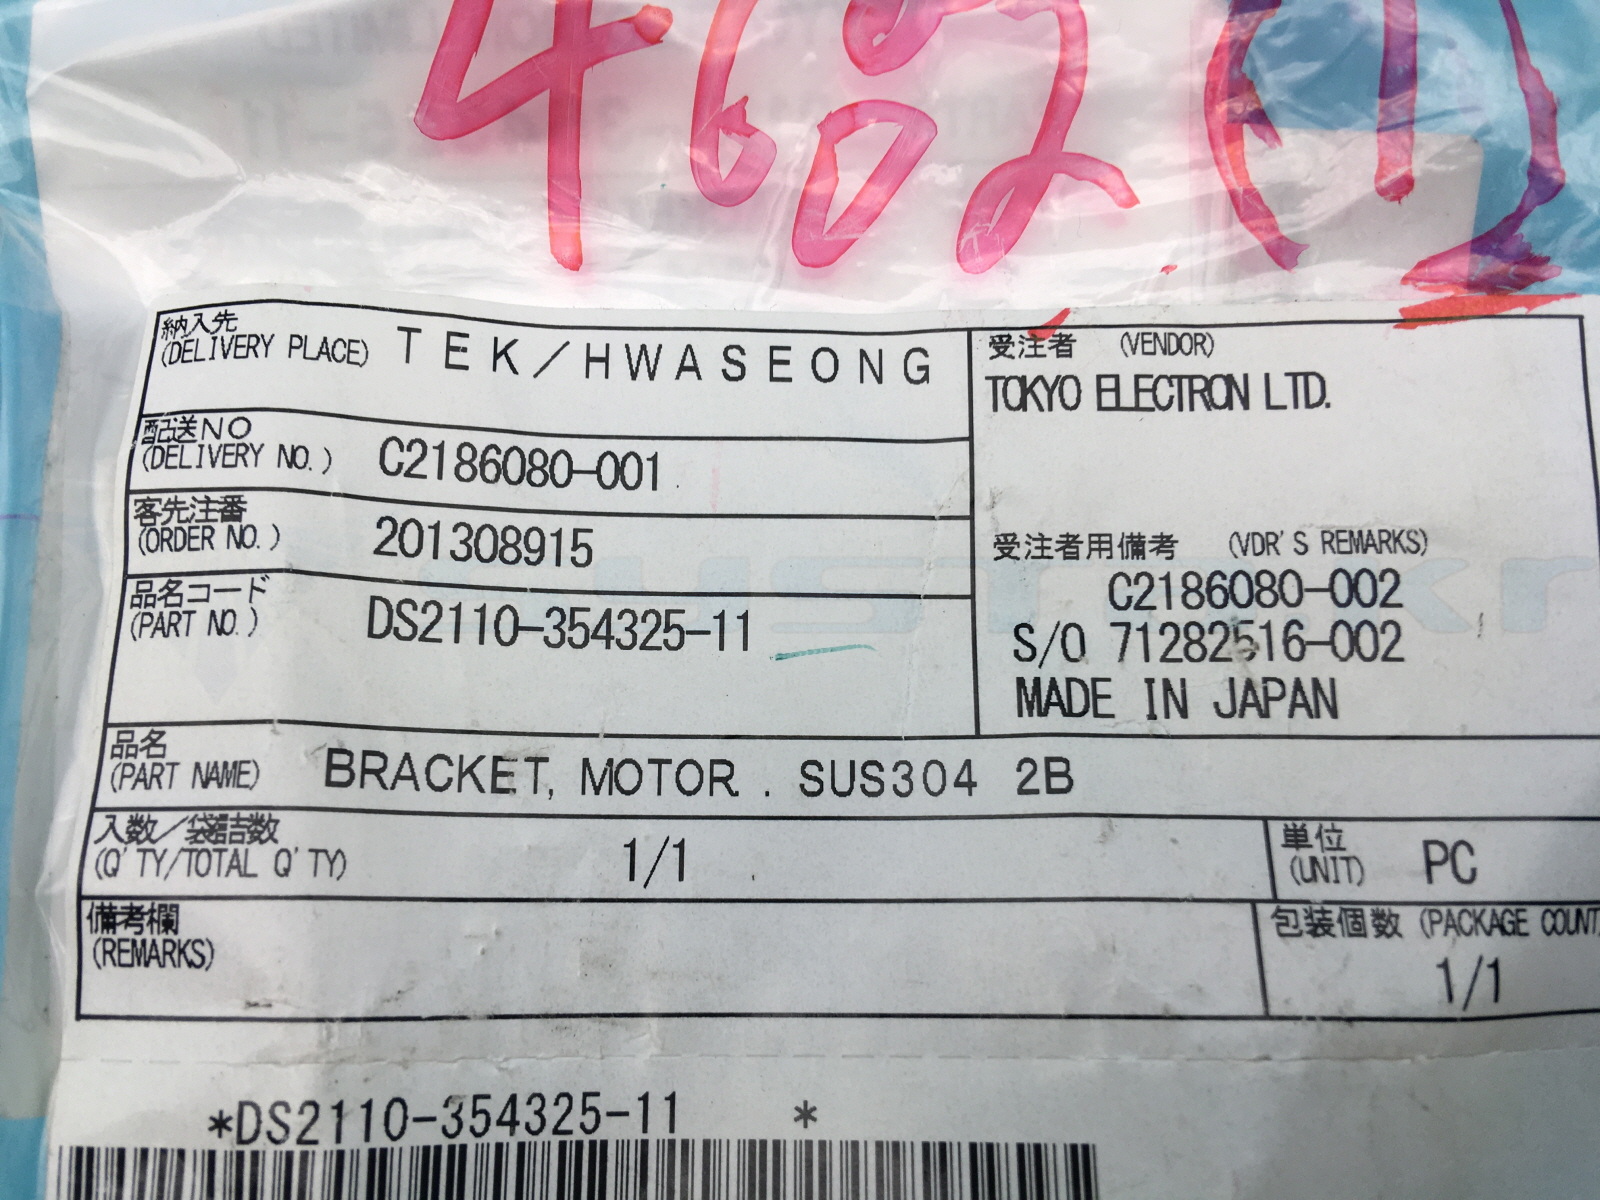 4682 (1)
納入先
(DELIVERY PLACE) TEK/HWASEONG
受注者 (VENDOR)
TOKYO ELECTRON LTD.
配送NO
(DELIVERY NO.) C2186080-001
客先注番
(ORDER NO.) 201308915
品名コード
(PART NO.) DS2110-354325-11
受注者用備考 (VDR'S REMARKS)
C2186080-002
S/O 71282516-002
MADE IN JAPAN
品名
(PART NAME) BRACKET, MOTOR . SUS304 2B
入数/袋詰数
(Q'TY/TOTAL Q'TY) 1/1
単位
(UNIT) PC
備考欄
(REMARKS)
包装個数 (PACKAGE COUNT)
1/1
*DS2110-354325-11 *